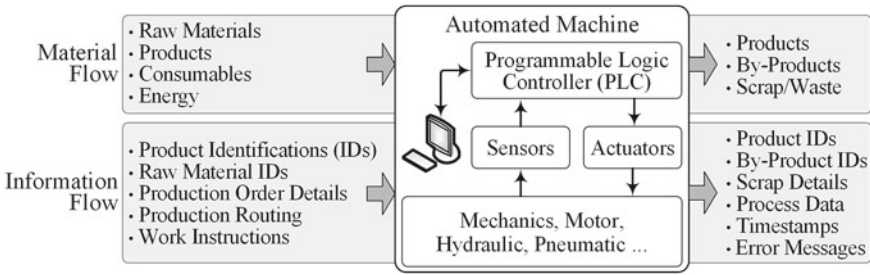 Material
Flow
• Raw Materials
• Products
• Consumables
• Energy
Automated Machine
Programmable Logic
Controller (PLC)
Sensors
Actuators
Mechanics, Motor,
Hydraulic, Pneumatic ...
• Products
• By-Products
• Scrap/Waste
Information
Flow
• Product Identifications (IDs)
• Raw Material IDs
• Production Order Details
• Production Routing
• Work Instructions
• Product IDs
• By-Product IDs
• Scrap Details
• Process Data
• Timestamps
• Error Messages